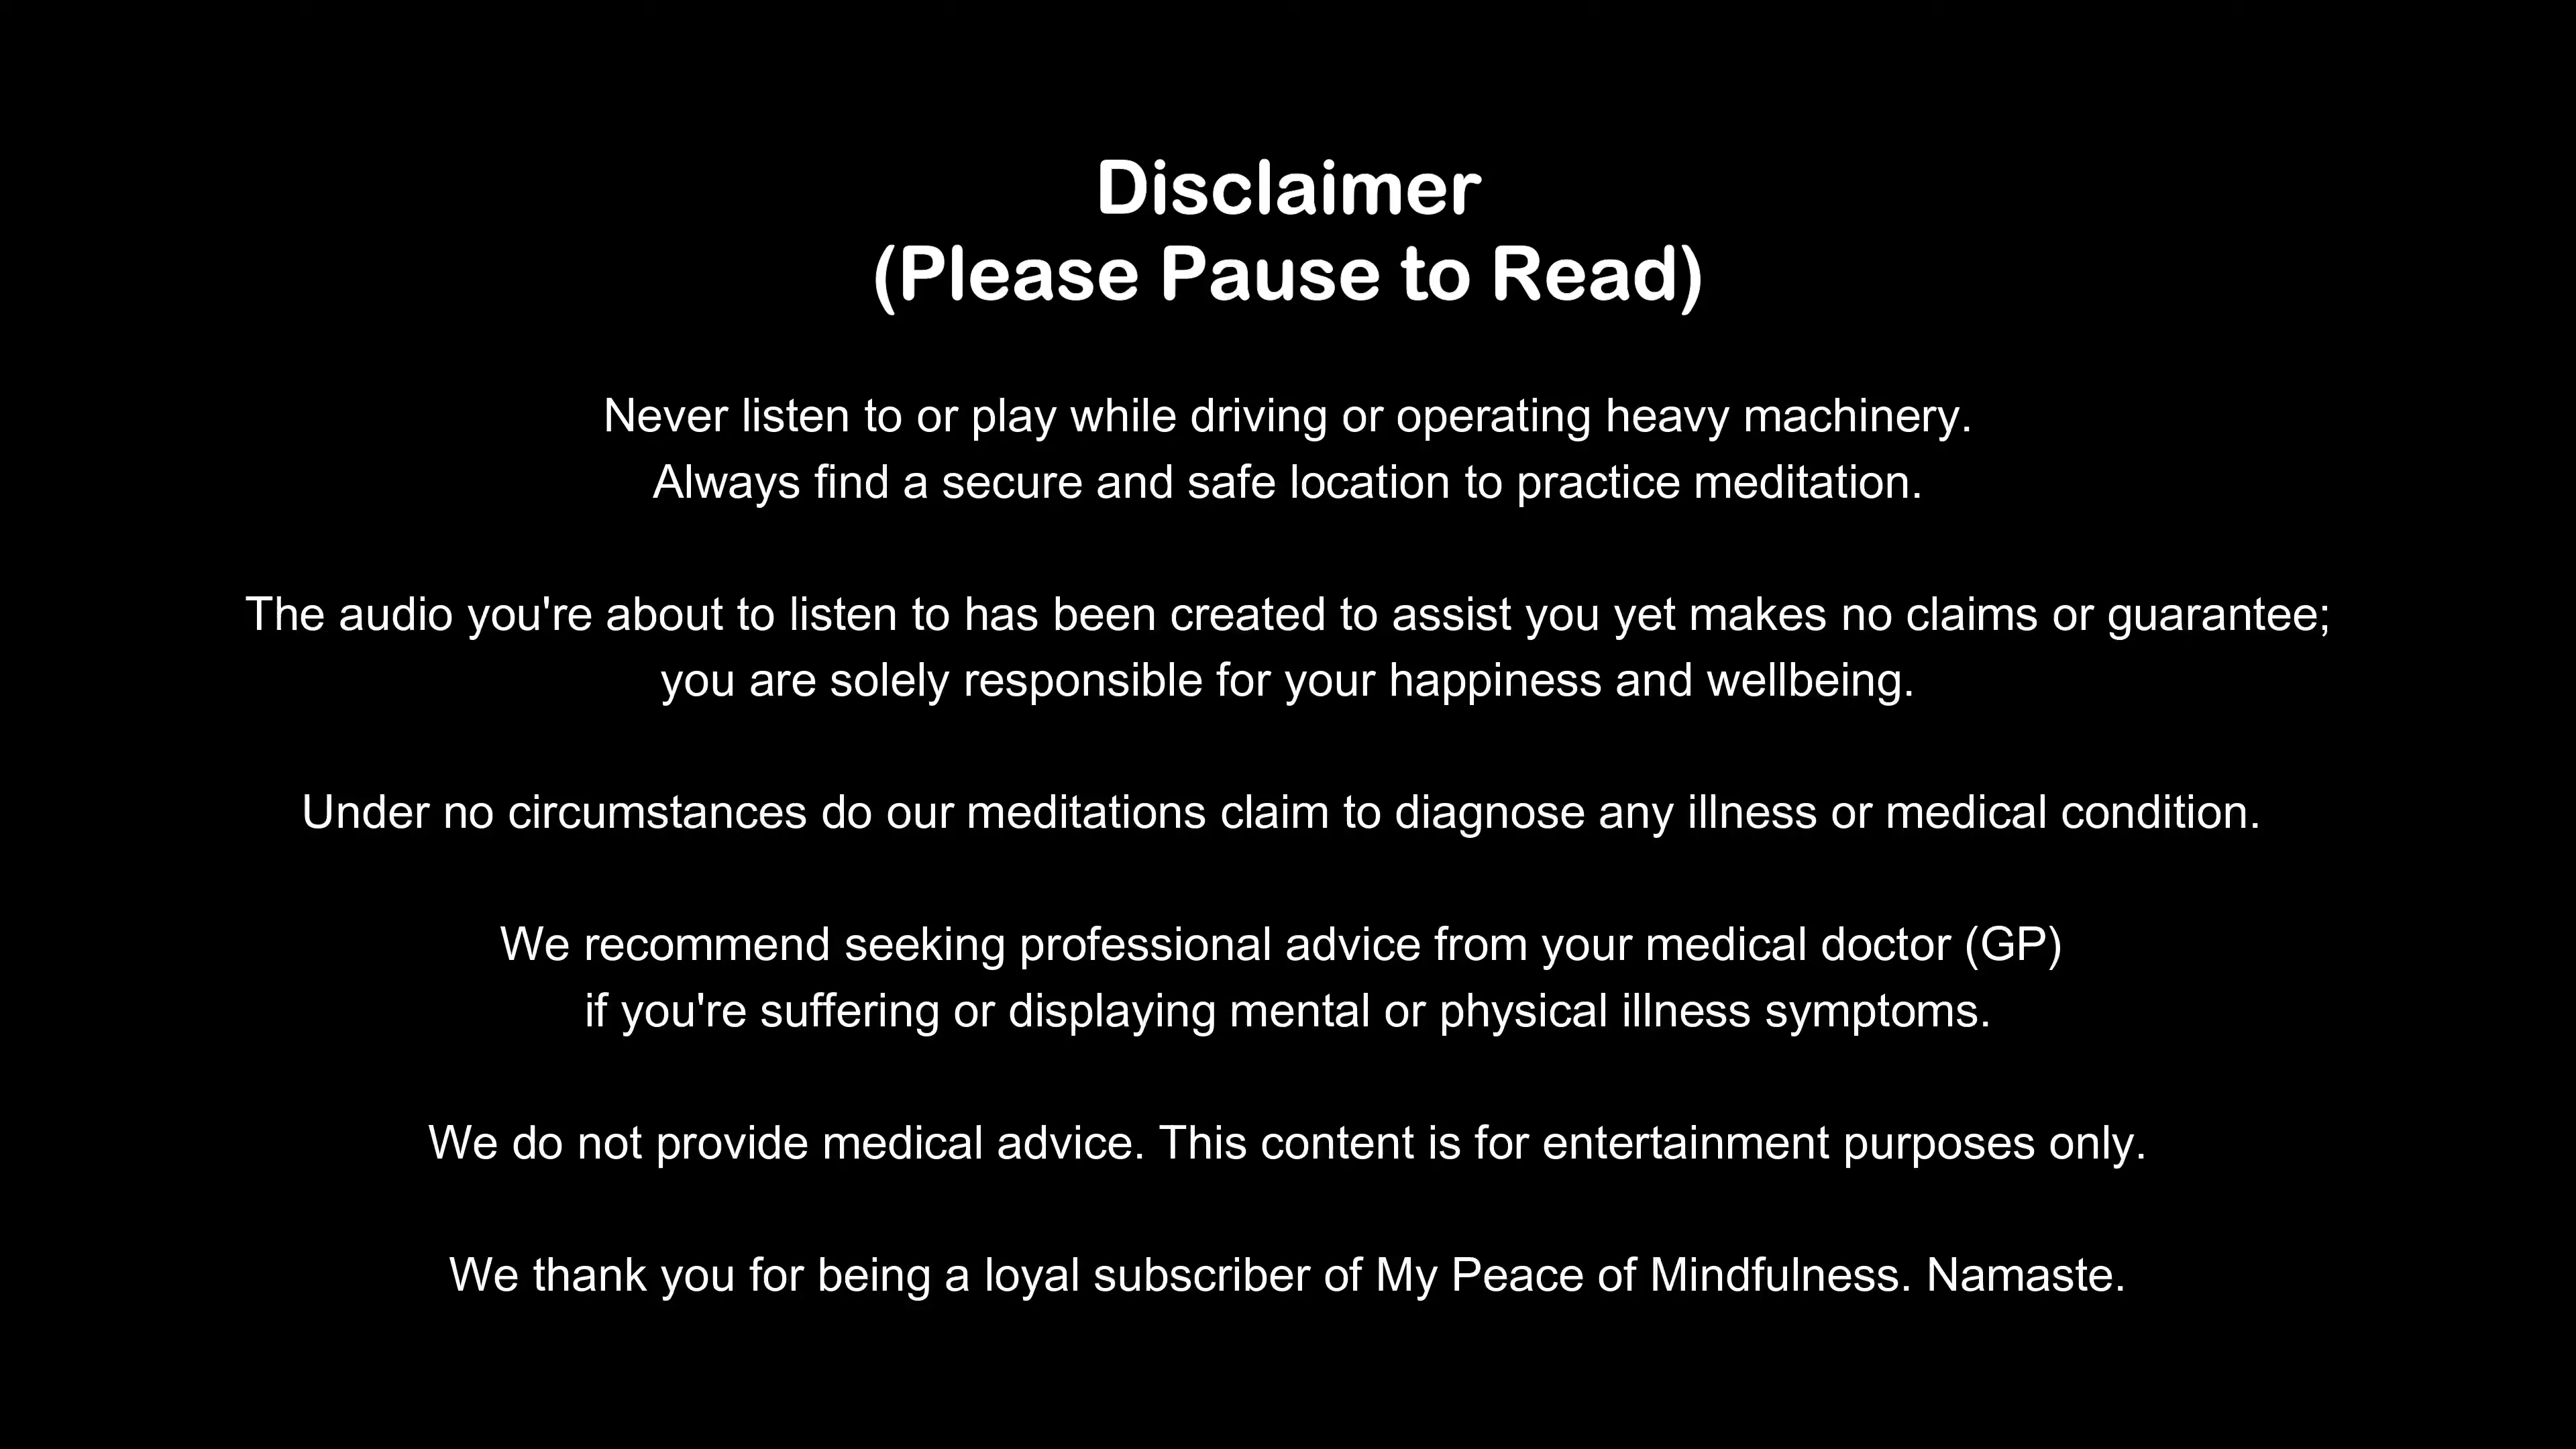 Disclaimer
(Please Pause to Read)
Never listen to or play while driving or operating heavy machinery.
Always find a secure and safe location to practice meditation.
The audio you're about to listen to has been created to assist you yet makes no claims or guarantee;
you are solely responsible for your happiness and wellbeing.
Under no circumstances do our meditations claim to diagnose any illness or medical condition.
We recommend seeking professional advice from your medical doctor (GP)
if you're suffering or displaying mental or physical illness symptoms.
We do not provide medical advice. This content is for entertainment purposes only.
We thank you for being a loyal subscriber of My Peace of Mindfulness. Namaste.